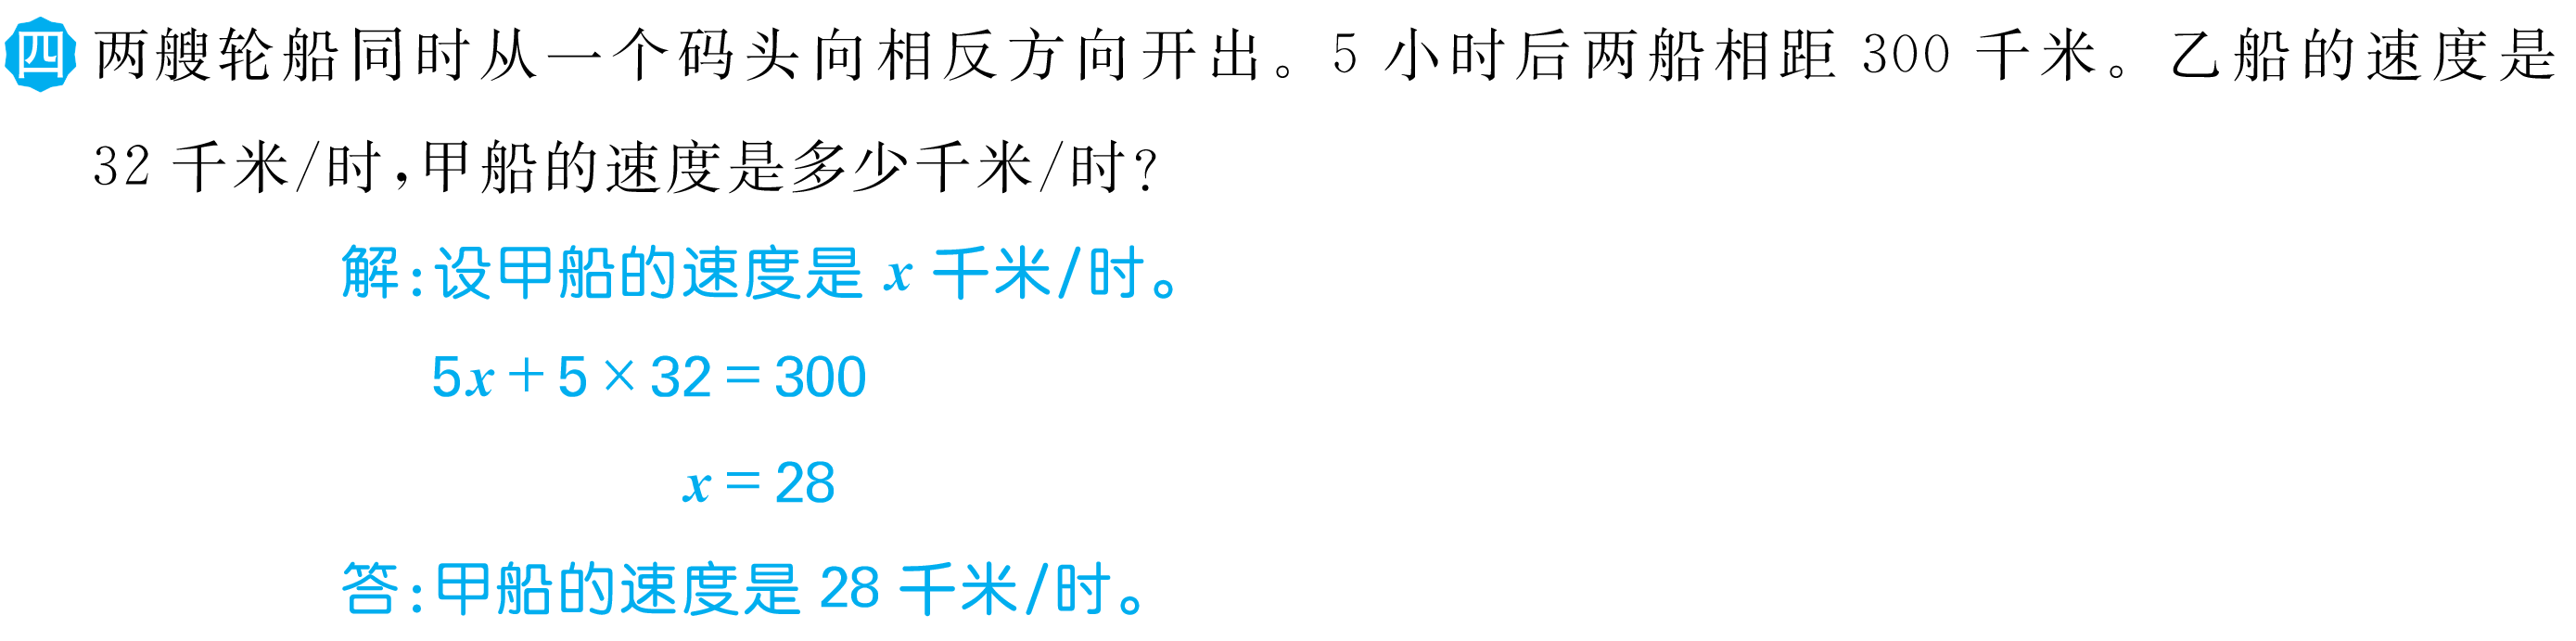 四 两艘轮船同时从一个码头向相反方向开出。5 小时后两船相距 300 千米。乙船的速度是
32 千米/时,甲船的速度是多少千米/时?
解:设甲船的速度是 x 千米/时。
5x + 5 × 32 = 300
x = 28
答:甲船的速度是 28 千米/时。